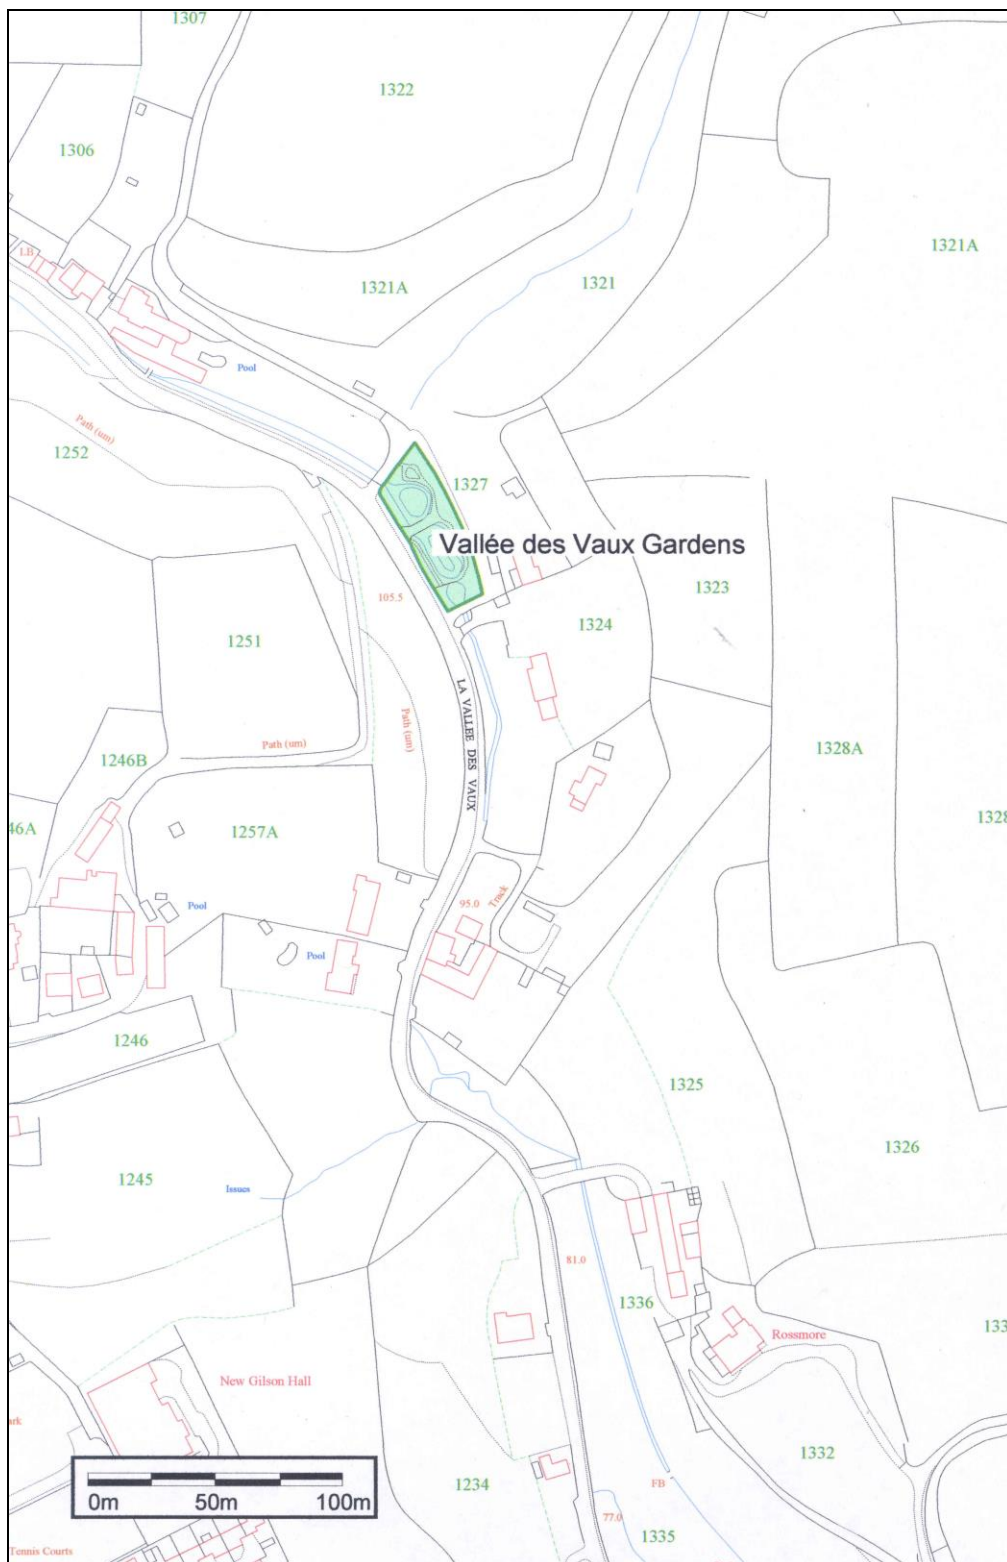 1307
1322
1306
LB
1321A
1321
1321A
Pool
Path (um)
1252
1327
Vallée des Vaux Gardens
1323
105.5
1324
1251
LA VALLEE DES VAUX
Path (um)
Path (um)
1246B
1328A
46A
1257A
1328
95.0
Track
Pool
Pool
1246
1325
1326
1245
Issues
81.0
1336
133
Rossmore
New Gilson Hall
ark
1332
0m
50m
100m
1234
FB
77.0
1335
Tennis Courts